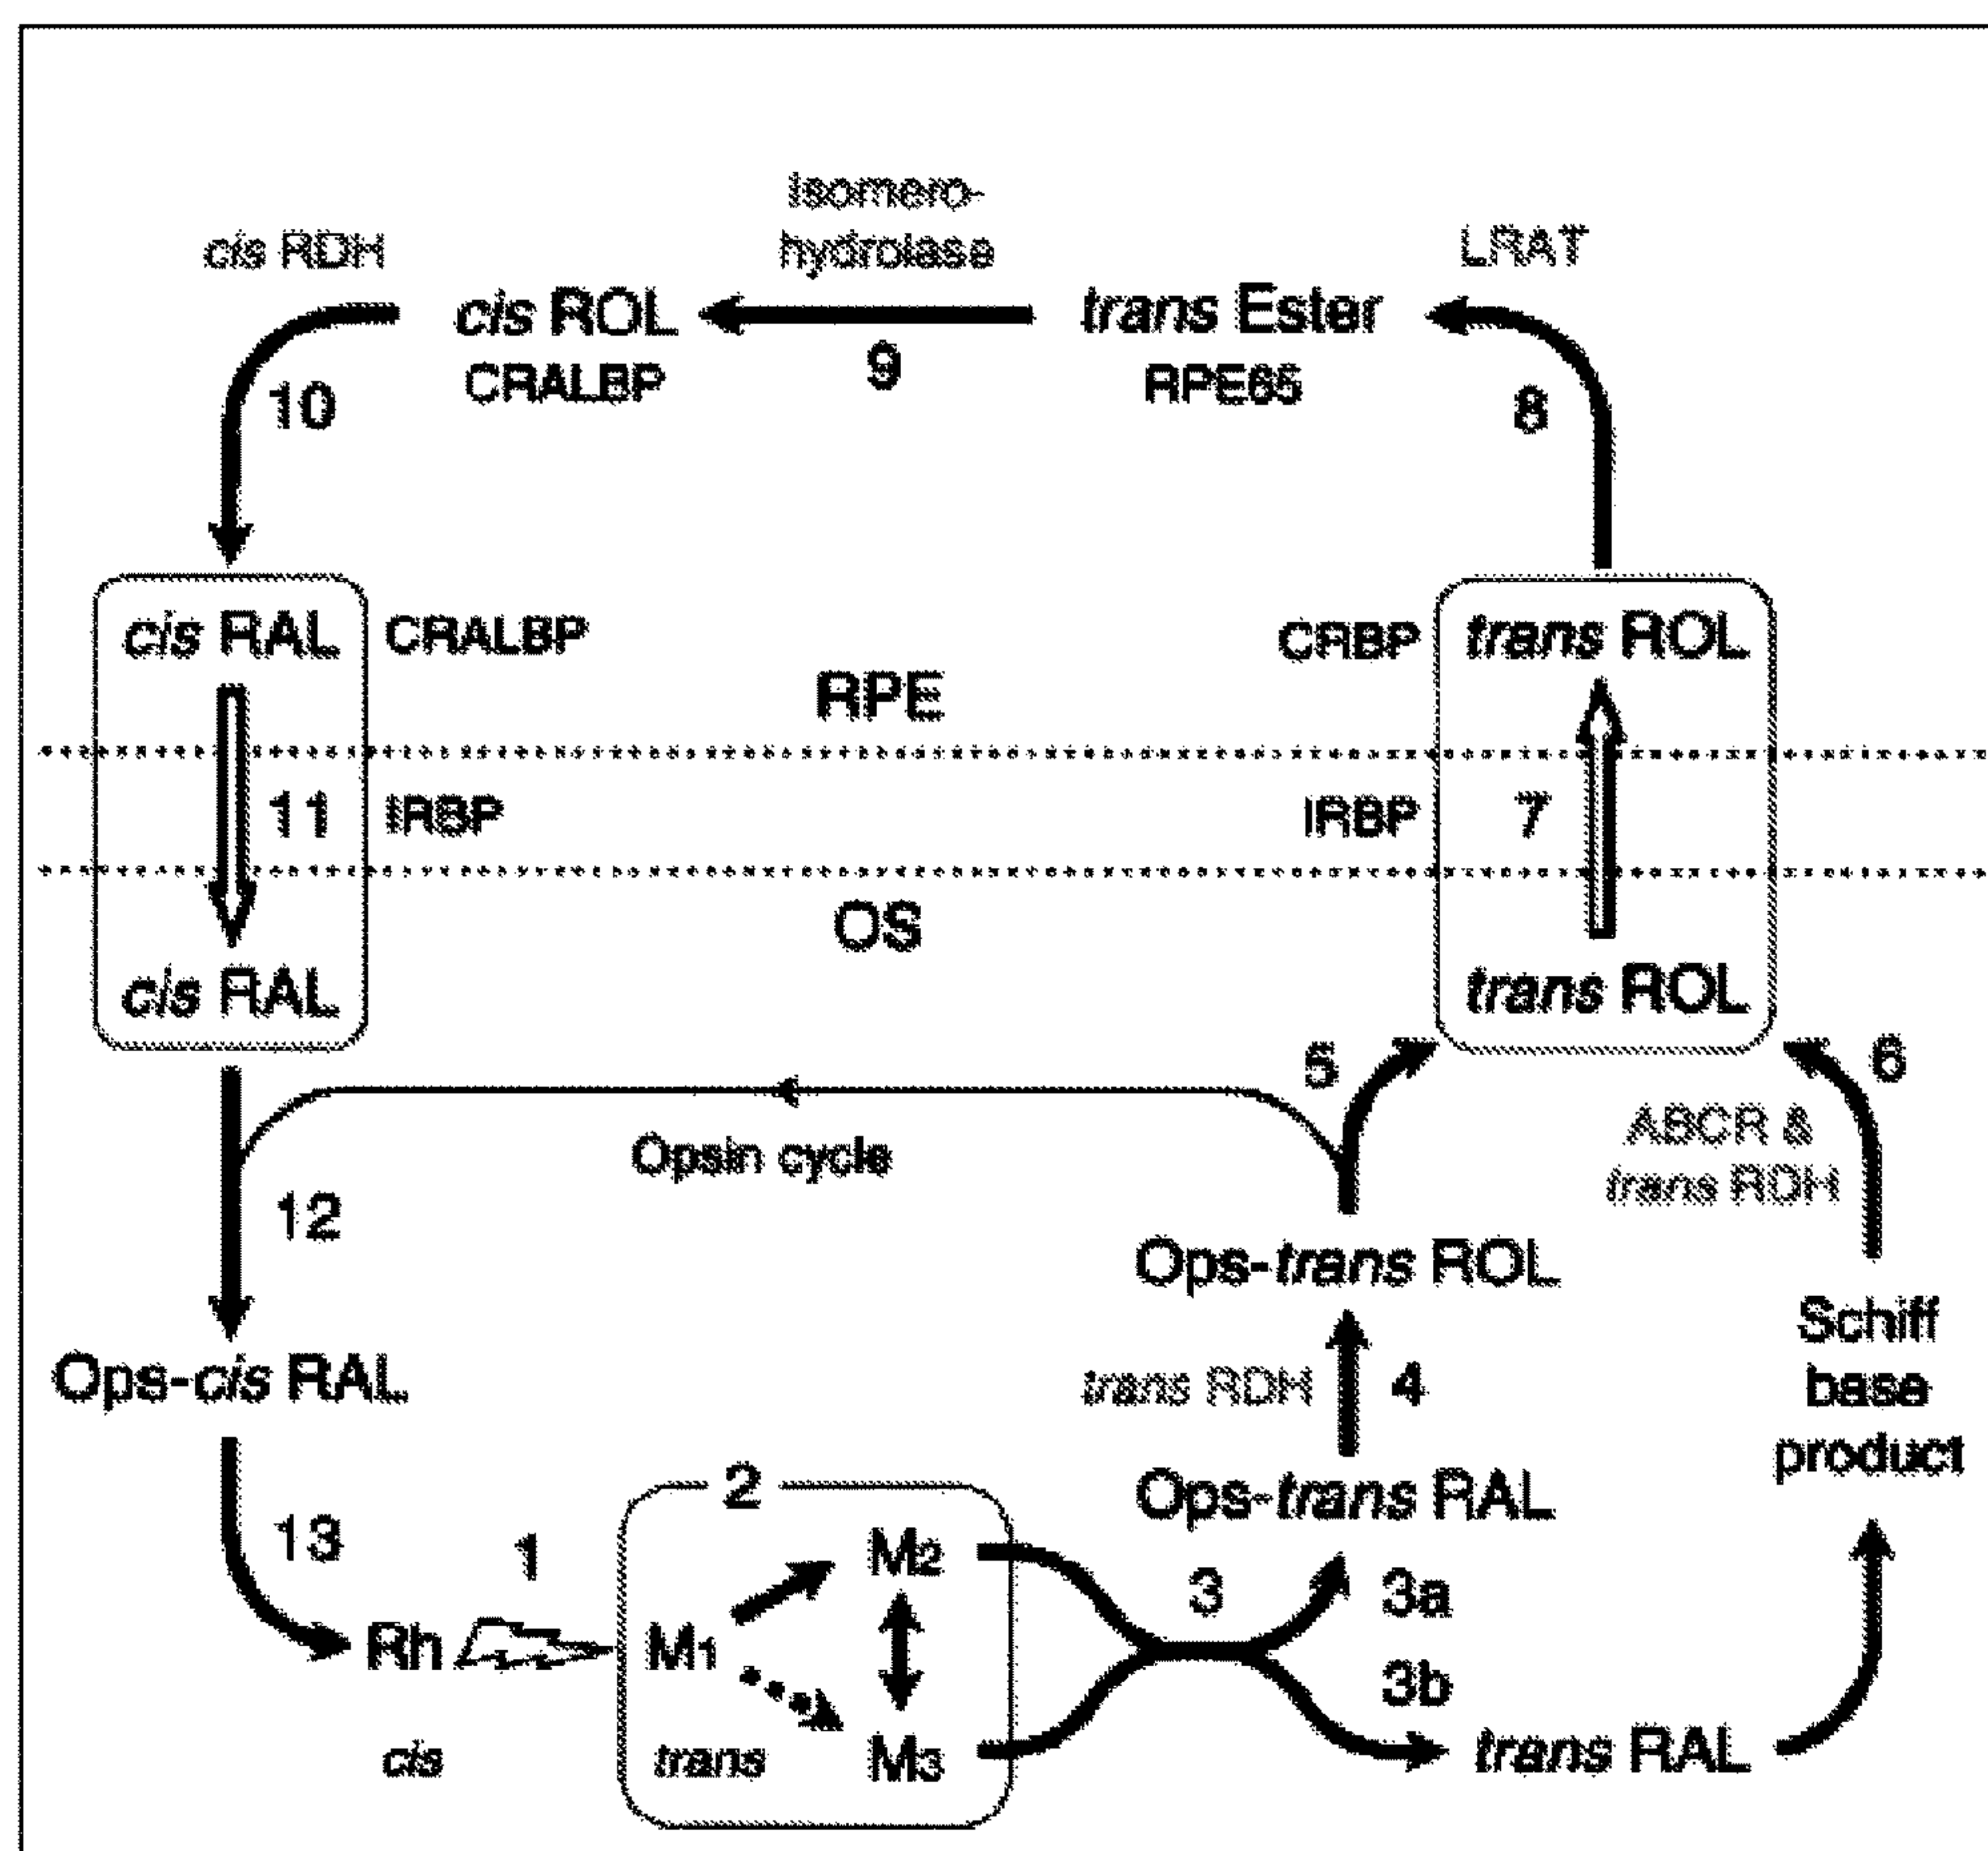 Isomero-
cis RDH
hydrolase
LRAT
cis ROL
trans Ester
CRALBP
9
RPE65
10
8
cis RAL
CRALBP
CRBP
trans ROL
RPE
11
IRBP
IRBP
7
OS
cis RAL
trans ROL
5
6
ABCR &
Opsin cycle
trans RDH
12
Ops-trans ROL
Schiff
Ops-cis RAL
trans RDH
4
base
product
2
Ops-trans RAL
13
1
M2
3
3a
Rh
M1
3b
cis
trans
M3
trans RAL